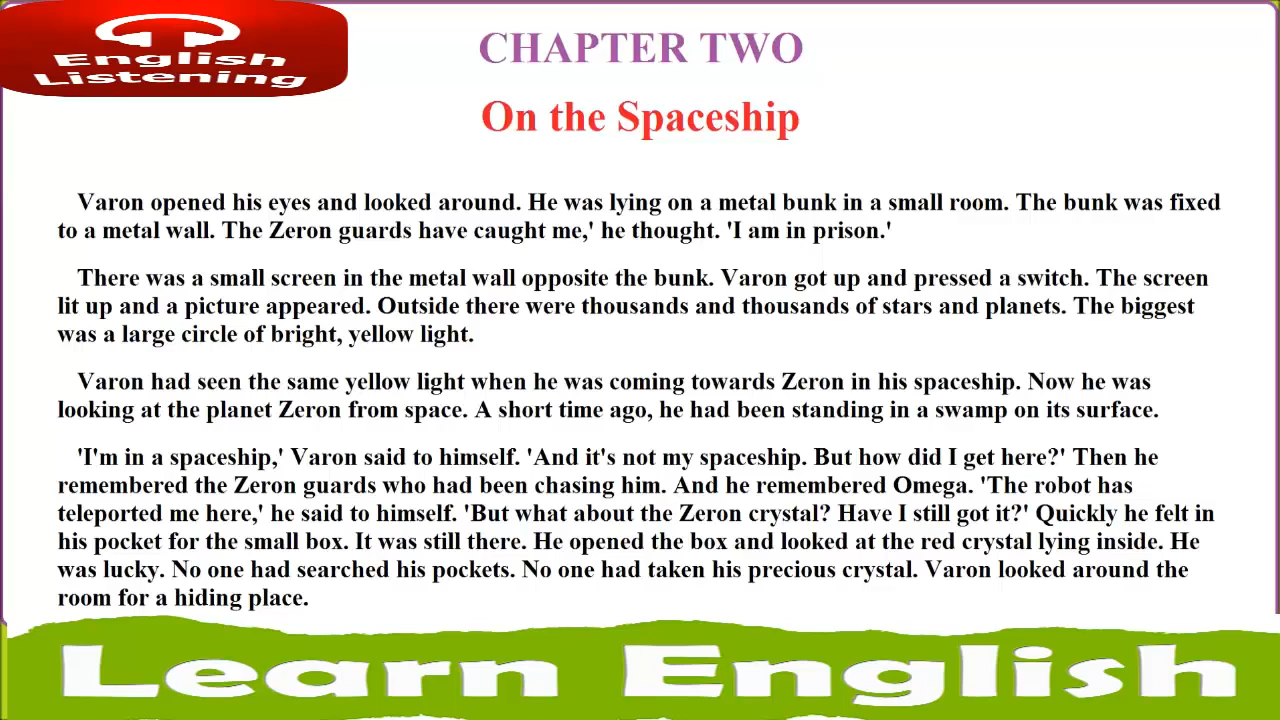 English
Listening
CHAPTER TWO
On the Spaceship
Varon opened his eyes and looked around. He was lying on a metal bunk in a small room. The bunk was fixed
to a metal wall. The Zeron guards have caught me,' he thought. 'I am in prison.'
There was a small screen in the metal wall opposite the bunk. Varon got up and pressed a switch. The screen
lit up and a picture appeared. Outside there were thousands and thousands of stars and planets. The biggest
was a large circle of bright, yellow light.
Varon had seen the same yellow light when he was coming towards Zeron in his spaceship. Now he was
looking at the planet Zeron from space. A short time ago, he had been standing in a swamp on its surface.
'I'm in a spaceship,' Varon said to himself. 'And it's not my spaceship. But how did I get here?' Then he
remembered the Zeron guards who had been chasing him. And he remembered Omega. 'The robot has
teleported me here,' he said to himself. 'But what about the Zeron crystal? Have I still got it?' Quickly he felt in
his pocket for the small box. It was still there. He opened the box and looked at the red crystal lying inside. He
was lucky. No one had searched his pockets. No one had taken his precious crystal. Varon looked around the
room for a hiding place.
Learn English